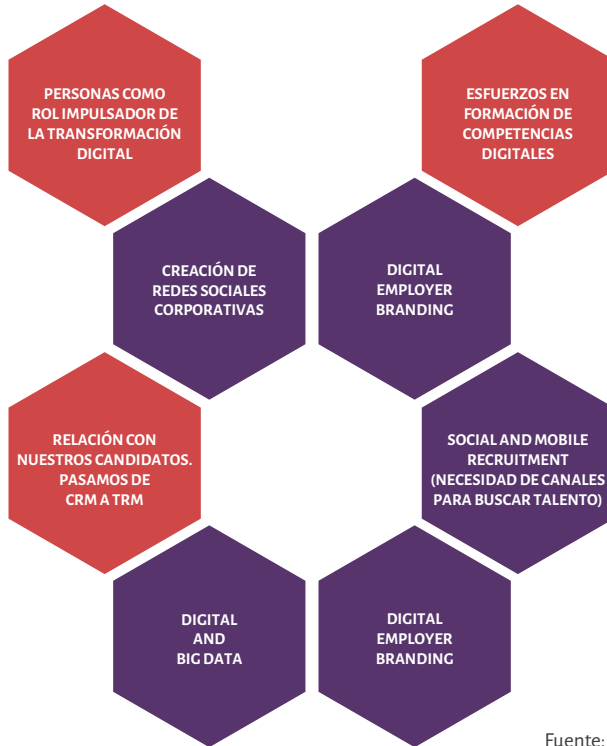 PERSONAS COMO
ROL IMPULSADOR DE
LA TRANSFORMACIÓN
DIGITAL
ESFUERZOS EN
FORMACIÓN DE
COMPETENCIAS
DIGITALES
CREACIÓN DE
REDES SOCIALES
CORPORATIVAS
DIGITAL
EMPLOYER
BRANDING
RELACIÓN CON
NUESTROS CANDIDATOS.
PASAMOS DE
CRM A TRM
SOCIAL AND MOBILE
RECRUITMENT
(NECESIDAD DE CANALES
PARA BUSCAR TALENTO)
DIGITAL
AND
BIG DATA
DIGITAL
EMPLOYER
BRANDING
Fuente: